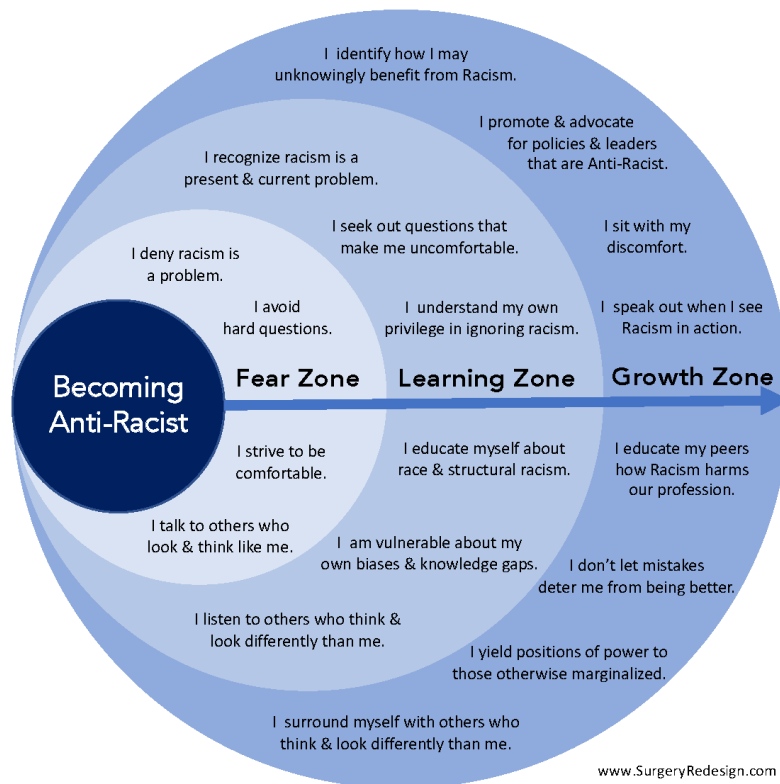 I identify how I may
unknowingly benefit from Racism.
I promote & advocate
for policies & leaders
that are Anti-Racist.
I recognize racism is a
present & current problem.
I seek out questions that
make me uncomfortable.
I sit with my
discomfort.
I deny racism is
a problem.
I avoid
hard questions.
I understand my own
privilege in ignoring racism.
I speak out when I see
Racism in action.
Becoming
Anti-Racist
Fear Zone
Learning Zone
Growth Zone
I strive to be
comfortable.
I educate myself about
race & structural racism.
I educate my peers
how Racism harms
our profession.
I talk to others who
look & think like me.
I am vulnerable about my
own biases & knowledge gaps.
I don't let mistakes
deter me from being better.
I listen to others who think &
look differently than me.
I yield positions of power to
those otherwise marginalized.
I surround myself with others who
think & look differently than me.
www.SurgeryRedesign.com